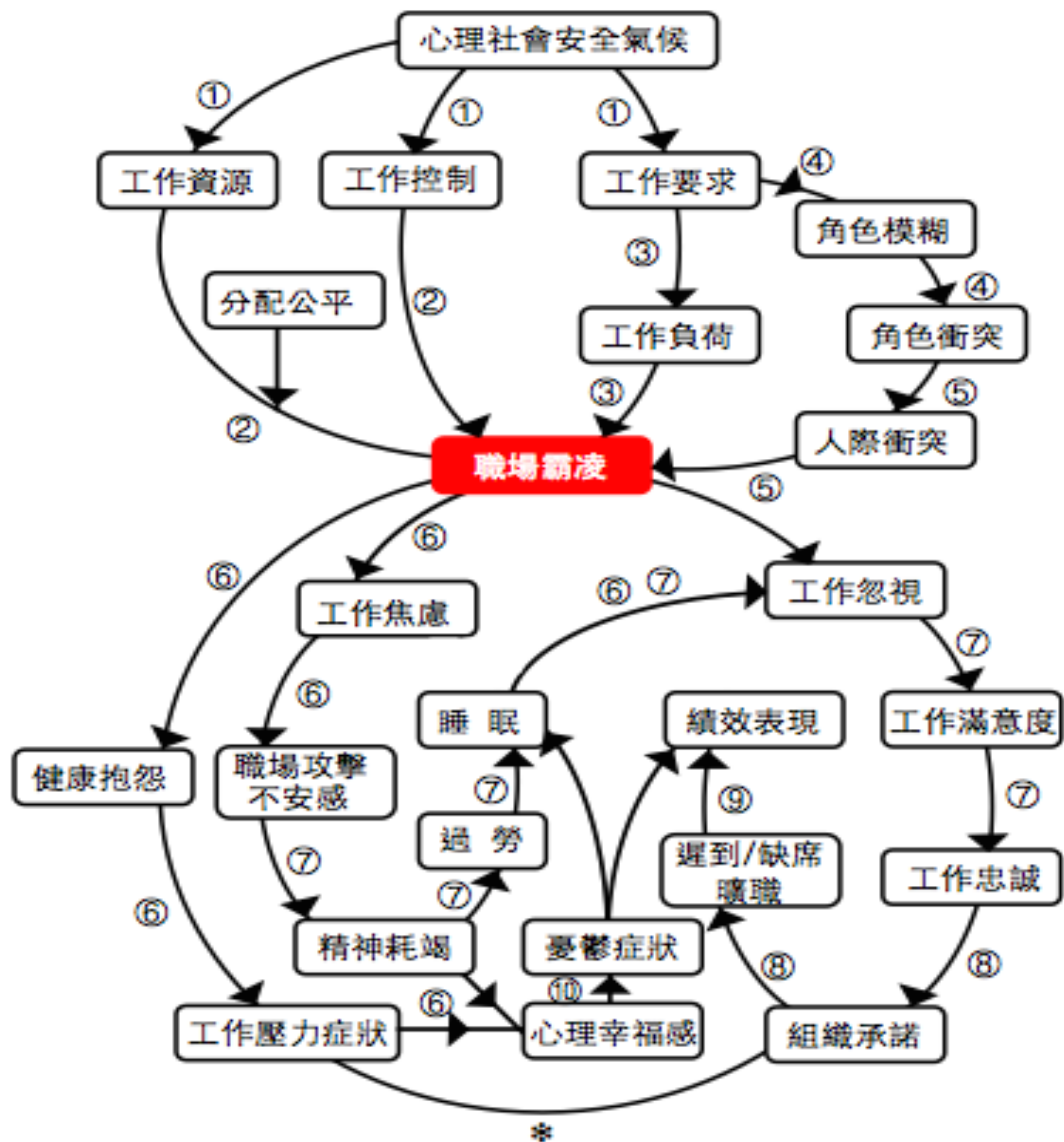 心理社會安全氣候
①
①
①
工作資源
工作控制
工作要求
④
角色模糊
③
分配公平
②
④
工作負荷
角色衝突
③
⑤
②
人際衝突
職場霸凌
⑤
⑥
⑥
⑥ ⑦
工作忽視
工作焦慮
⑦
⑥
睡 眠
績效表現
工作滿意度
健康抱怨
職場攻擊
不安感
⑦
⑨
⑦
過 勞
遲到/缺席
曠職
工作忠誠
⑦
⑥
⑦
精神耗竭
憂鬱症狀
⑧
⑧
⑩
⑥
工作壓力症狀
心理幸福感
組織承諾
*